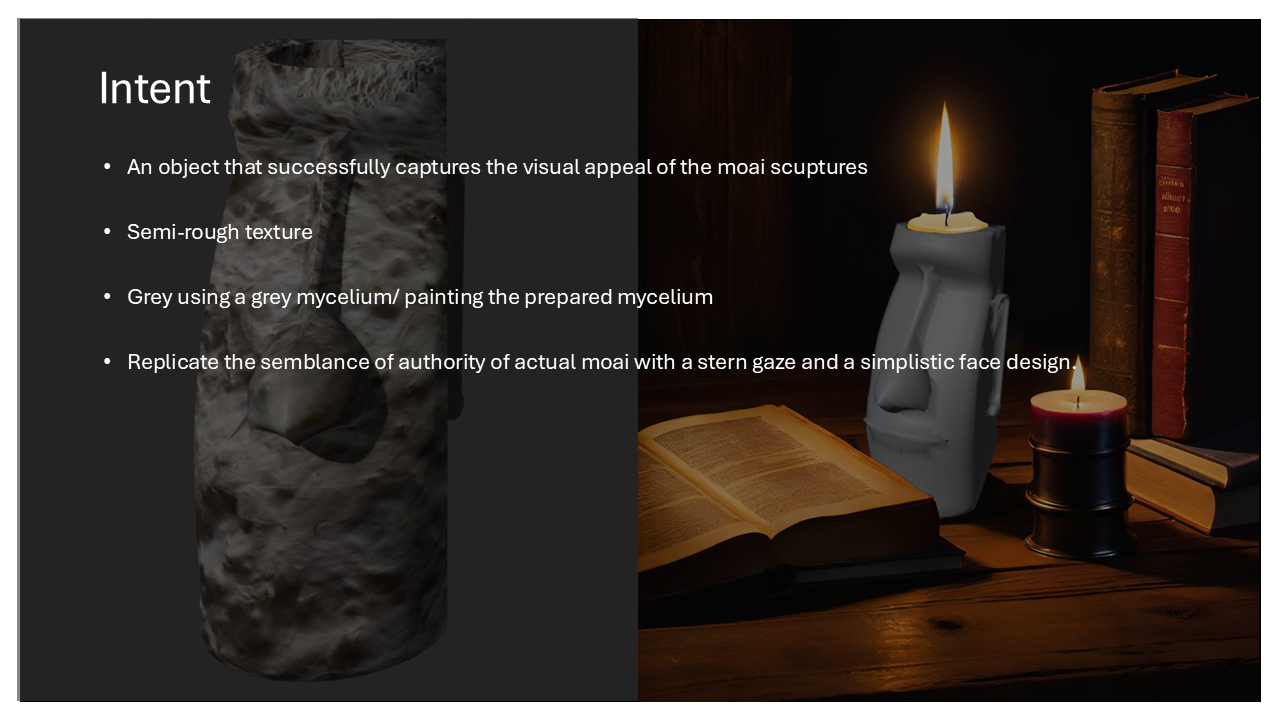 Intent
• An object that successfully captures the visual appeal of the moai scuptures
• Semi-rough texture
• Grey using a grey mycelium/ painting the prepared mycelium
• Replicate the semblance of authority of actual moai with a stern gaze and a simplistic face design.